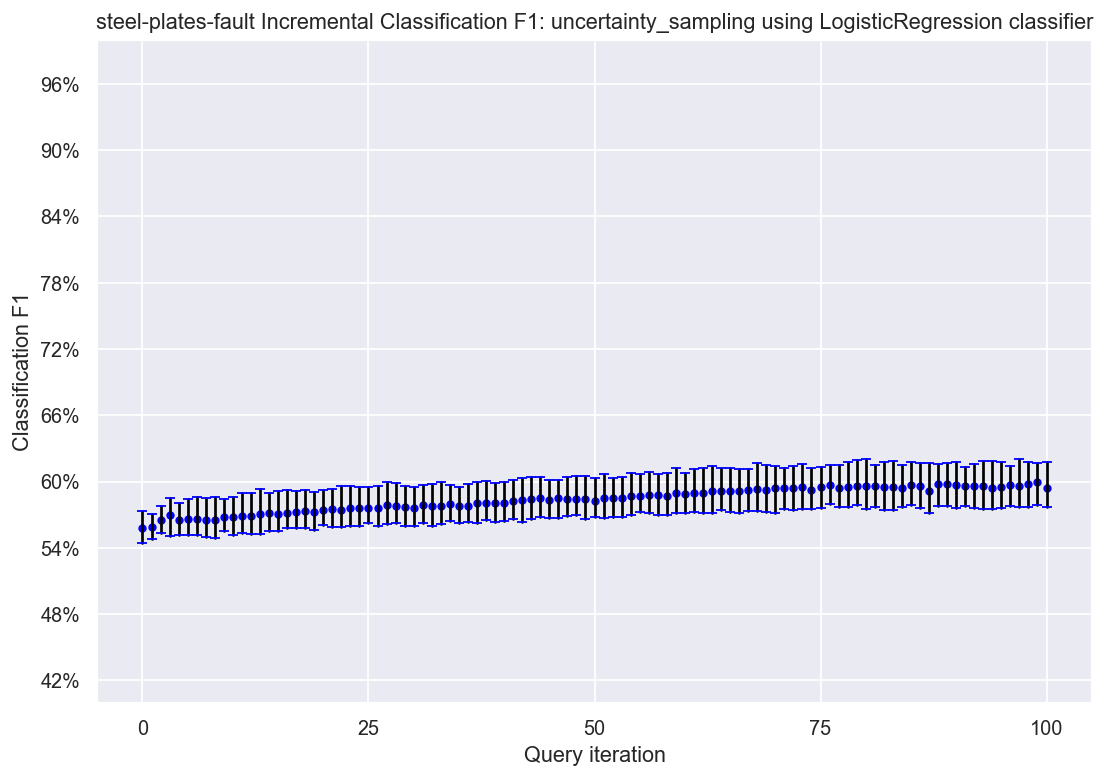 steel-plates-fault Incremental Classification F1: uncertainty_sampling using LogisticRegression classifier
96%
90%
84%
78%
72%
66%
60%
54%
48%
42%
Classification F1
0 25 50 75 100
Query iteration